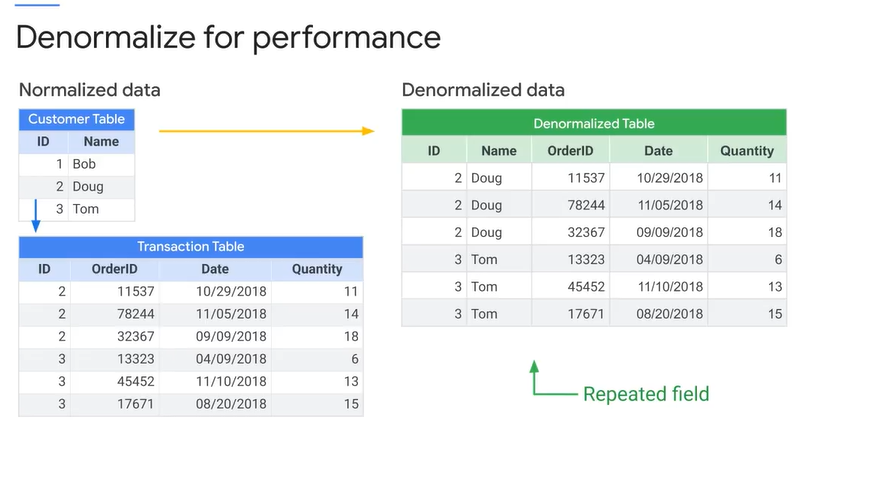 Denormalize for performance
Normalized data
Customer Table
ID Name
1 Bob
2 Doug
3 Tom
Transaction Table
ID OrderID Date Quantity
2 11537 10/29/2018 11
2 78244 11/05/2018 14
2 32367 09/09/2018 18
3 13323 04/09/2018 6
3 45452 11/10/2018 13
3 17671 08/20/2018 15
Denormalized data
Denormalized Table
ID Name OrderID Date Quantity
2 Doug 11537 10/29/2018 11
2 Doug 78244 11/05/2018 14
2 Doug 32367 09/09/2018 18
3 Tom 13323 04/09/2018 6
3 Tom 45452 11/10/2018 13
3 Tom 17671 08/20/2018 15
Repeated field